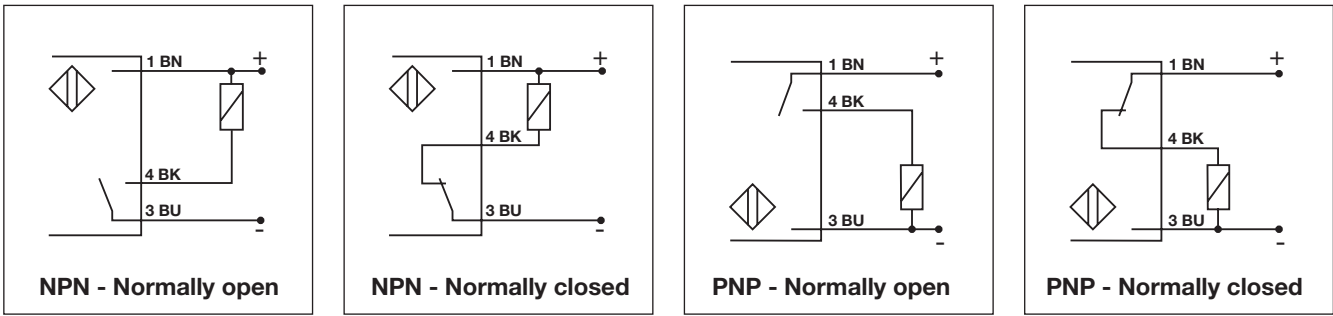 1 BN
+
4 BK
3 BU
-
NPN - Normally open
1 BN
+
4 BK
3 BU
-
NPN - Normally closed
1 BN
+
4 BK
3 BU
-
PNP - Normally open
1 BN
+
4 BK
3 BU
-
PNP - Normally closed